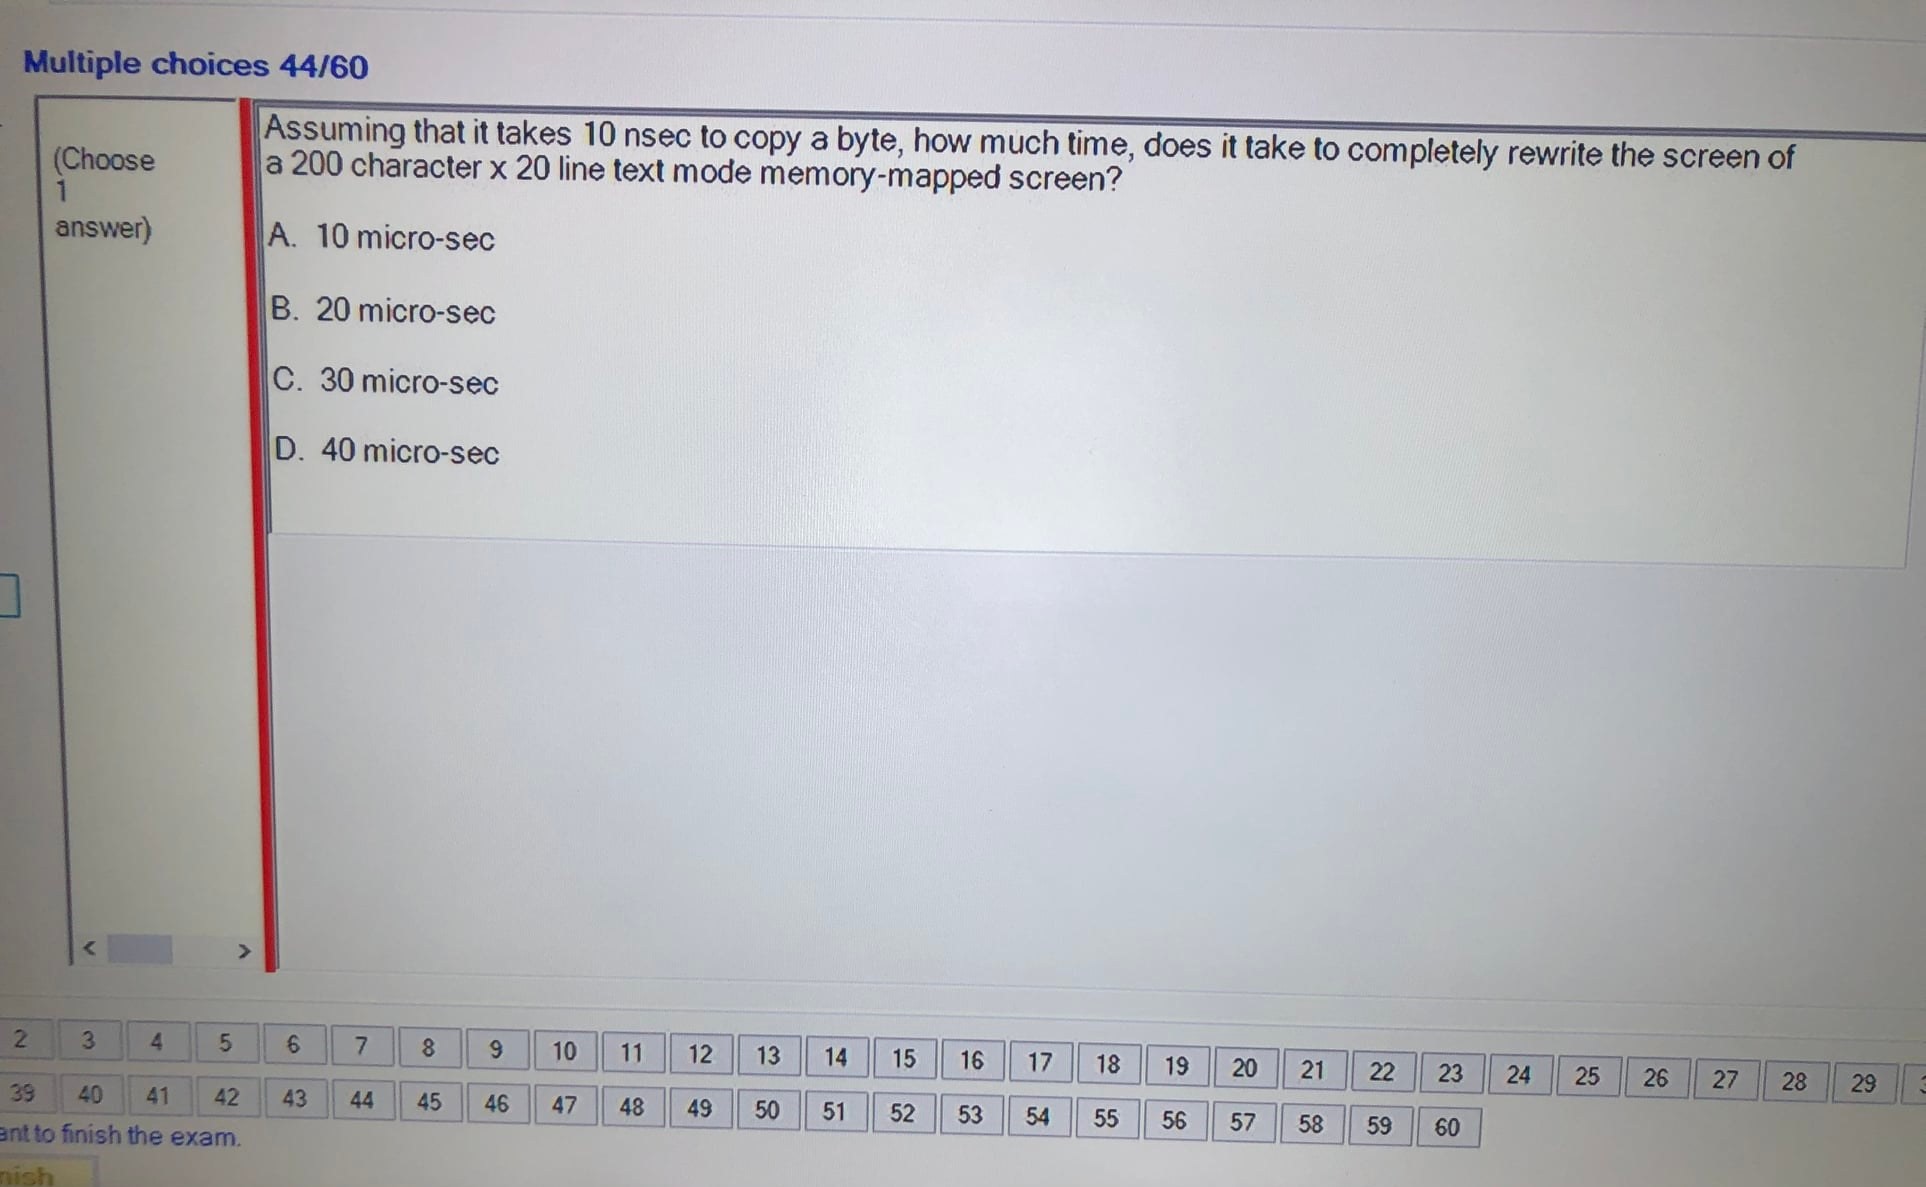 Multiple choices 44/60
(Choose
1
answer)
Assuming that it takes 10 nsec to copy a byte, how much time, does it take to completely rewrite the screen of
a 200 character x 20 line text mode memory-mapped screen?
A. 10 micro-sec
B. 20 micro-sec
C. 30 micro-sec
D. 40 micro-sec
< >
2 3 4 5 6 7 8 9 10 11 12 13 14 15 16 17 18 19 20 21 22 23 24 25 26 27 28 29
39 40 41 42 43 44 45 46 47 48 49 50 51 52 53 54 55 56 57 58 59 60
ant to finish the exam.
nish